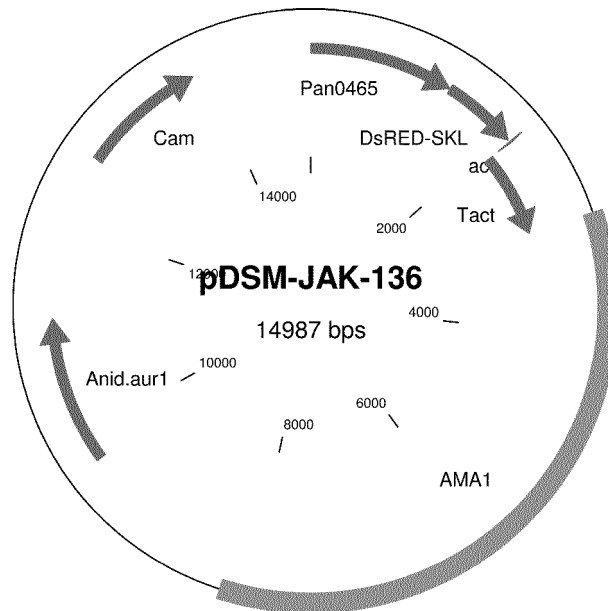 Pan0465
Cam
DsRED-SKL
ac
14000
Tact
2000
12000
pDSM-JAK-136
4000
14987 bps
10000
Anid.aur1
6000
8000
AMA1